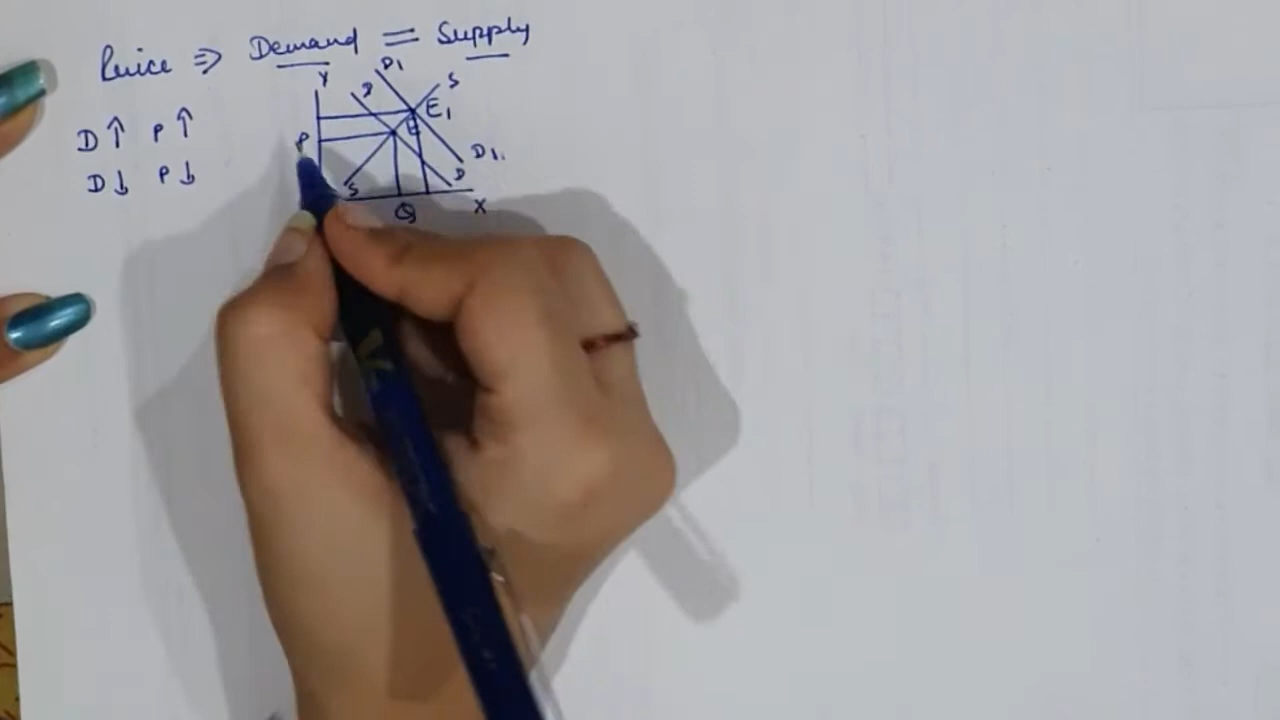 Price ⇒ Demand = Supply
D↑ P↑
D↓ P↓
Y D D1 S
E1
E
P
D1
S D
Q X